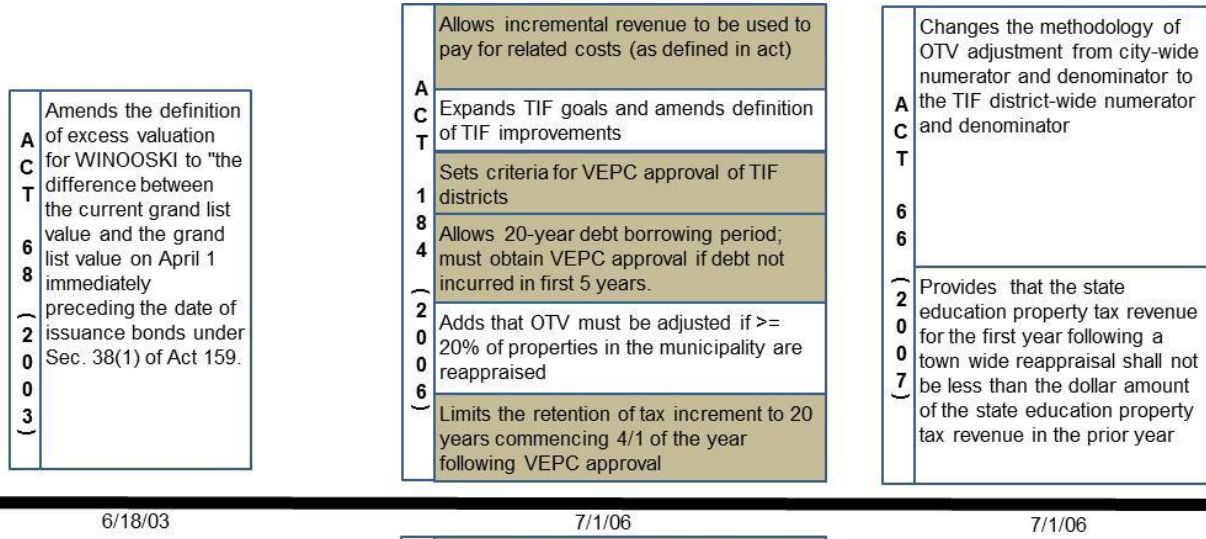 ACT 68 (2003)
Amends the definition
of excess valuation
for WINOOSKI to "the
difference between
the current grand list
value and the grand
list value on April 1
immediately
preceding the date of
issuance bonds under
Sec. 38(1) of Act 159.
ACT 184 (2006)
Allows incremental revenue to be used to
pay for related costs (as defined in act)
Expands TIF goals and amends definition
of TIF improvements
Sets criteria for VEPC approval of TIF
districts
Allows 20-year debt borrowing period;
must obtain VEPC approval if debt not
incurred in first 5 years.
Adds that OTV must be adjusted if >=
20% of properties in the municipality are
reappraised
Limits the retention of tax increment to 20
years commencing 4/1 of the year
following VEPC approval
ACT 66 (2007)
Changes the methodology of
OTV adjustment from city-wide
numerator and denominator to
the TIF district-wide numerator
and denominator
Provides that the state
education property tax revenue
for the first year following a
town wide reappraisal shall not
be less than the dollar amount
of the state education property
tax revenue in the prior year
6/18/03
7/1/06
7/1/06